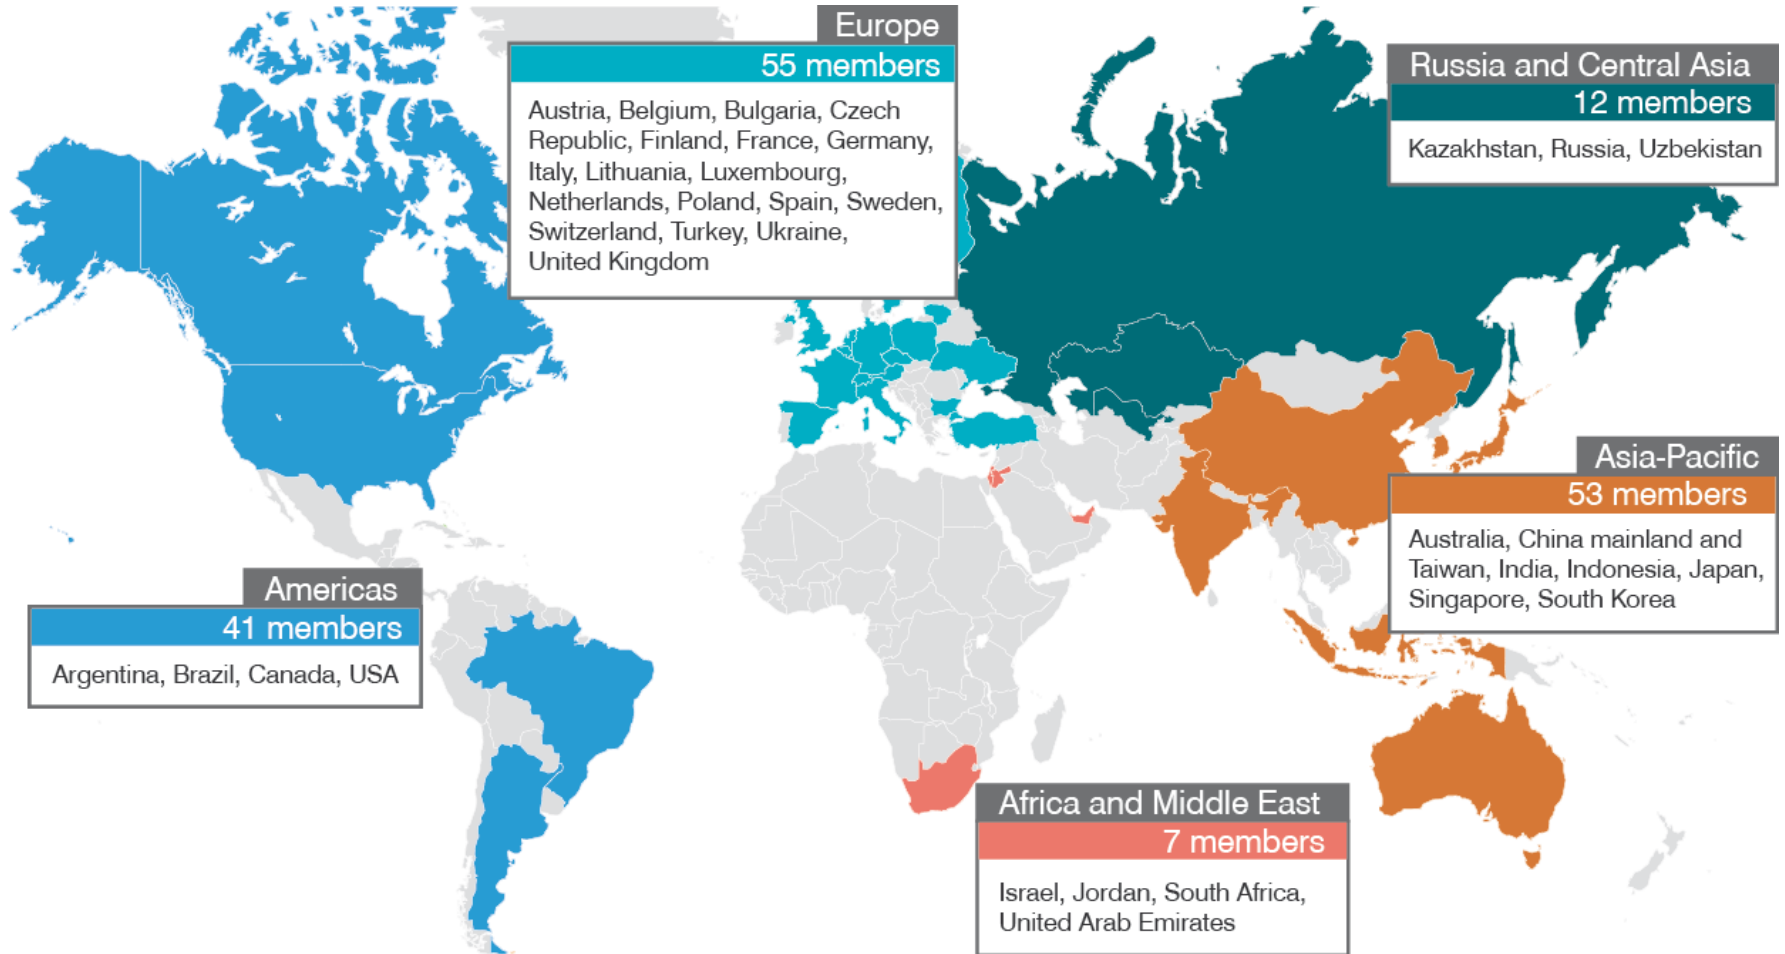 Europe
55 members
Austria, Belgium, Bulgaria, Czech
Republic, Finland, France, Germany,
Italy, Lithuania, Luxembourg,
Netherlands, Poland, Spain, Sweden,
Switzerland, Turkey, Ukraine,
United Kingdom
Russia and Central Asia
12 members
Kazakhstan, Russia, Uzbekistan
Asia-Pacific
53 members
Australia, China mainland and
Taiwan, India, Indonesia, Japan,
Singapore, South Korea
Americas
41 members
Argentina, Brazil, Canada, USA
Africa and Middle East
7 members
Israel, Jordan, South Africa,
United Arab Emirates